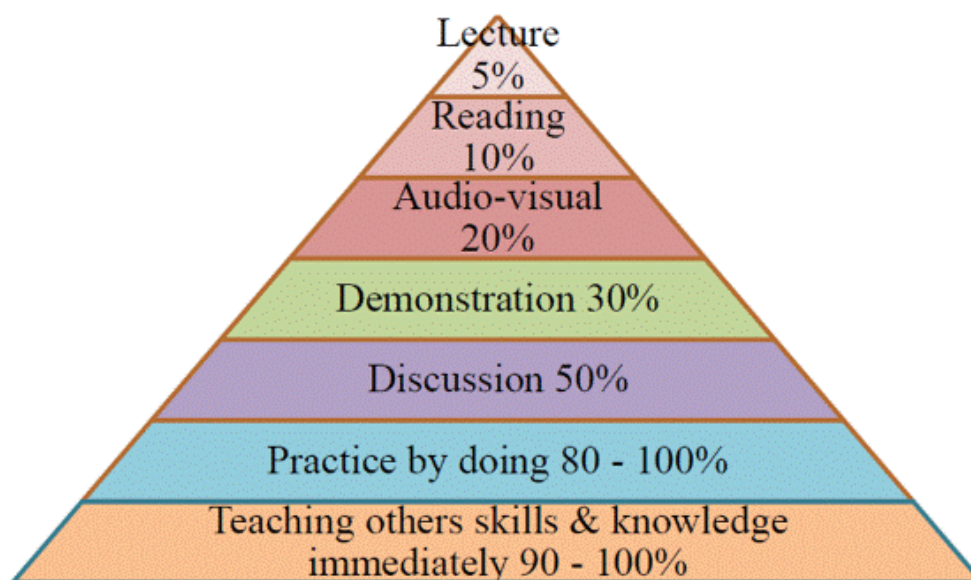 Lecture
5%
Reading
10%
Audio-visual
20%
Demonstration 30%
Discussion 50%
Practice by doing 80 - 100%
Teaching others skills & knowledge
immediately 90 - 100%